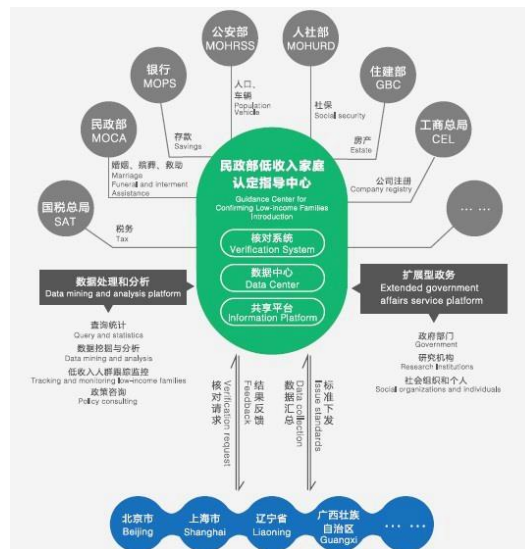 公安部
MOHRSS
人社部
MOHURD
银行
MOPS
住建部
GBC
民政部
MOCA
工商总局
CEL
国税总局
SAT
... ...
人口、
车辆
Population
Vehicle
社保
Social security
存款
Savings
房产
Estate
婚姻、殡葬、救助
Marriage
Funeral and interment
Assistance
公司注册
Company registry
税务
Tax
民政部低收入家庭
认定指导中心
Guidance Center for
Confirming Low-income Families
Introduction
核对系统
Verification System
数据中心
Data Center
共享平台
Information Platform
数据处理和分析
Data mining and analysis platform
查询统计
Query and statistics
数据挖掘与分析
Data mining and analysis
低收入人群跟踪监控
Tracking and monitoring low-income families
政策咨询
Policy consulting
扩展型政务
Extended government
affairs service platform
政府部门
Government
研究机构
Research Institutions
社会组织和个人
Social organizations and individuals
核对请求
Verification request
结果反馈
Feedback
数据汇总
Data collection
标准下发
Issue standards
北京市
Beijing
上海市
Shanghai
辽宁省
Liaoning
广西壮族
自治区
Guangxi
... ...